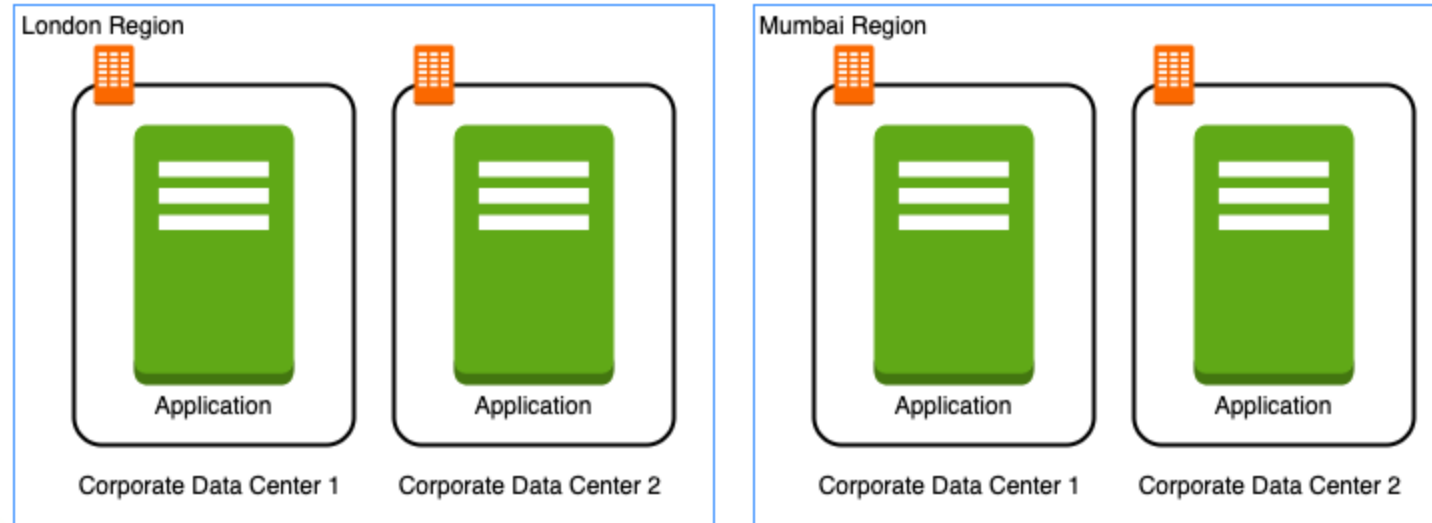 London Region
Mumbai Region
Application
Application
Application
Application
Corporate Data Center 1
Corporate Data Center 2
Corporate Data Center 1
Corporate Data Center 2